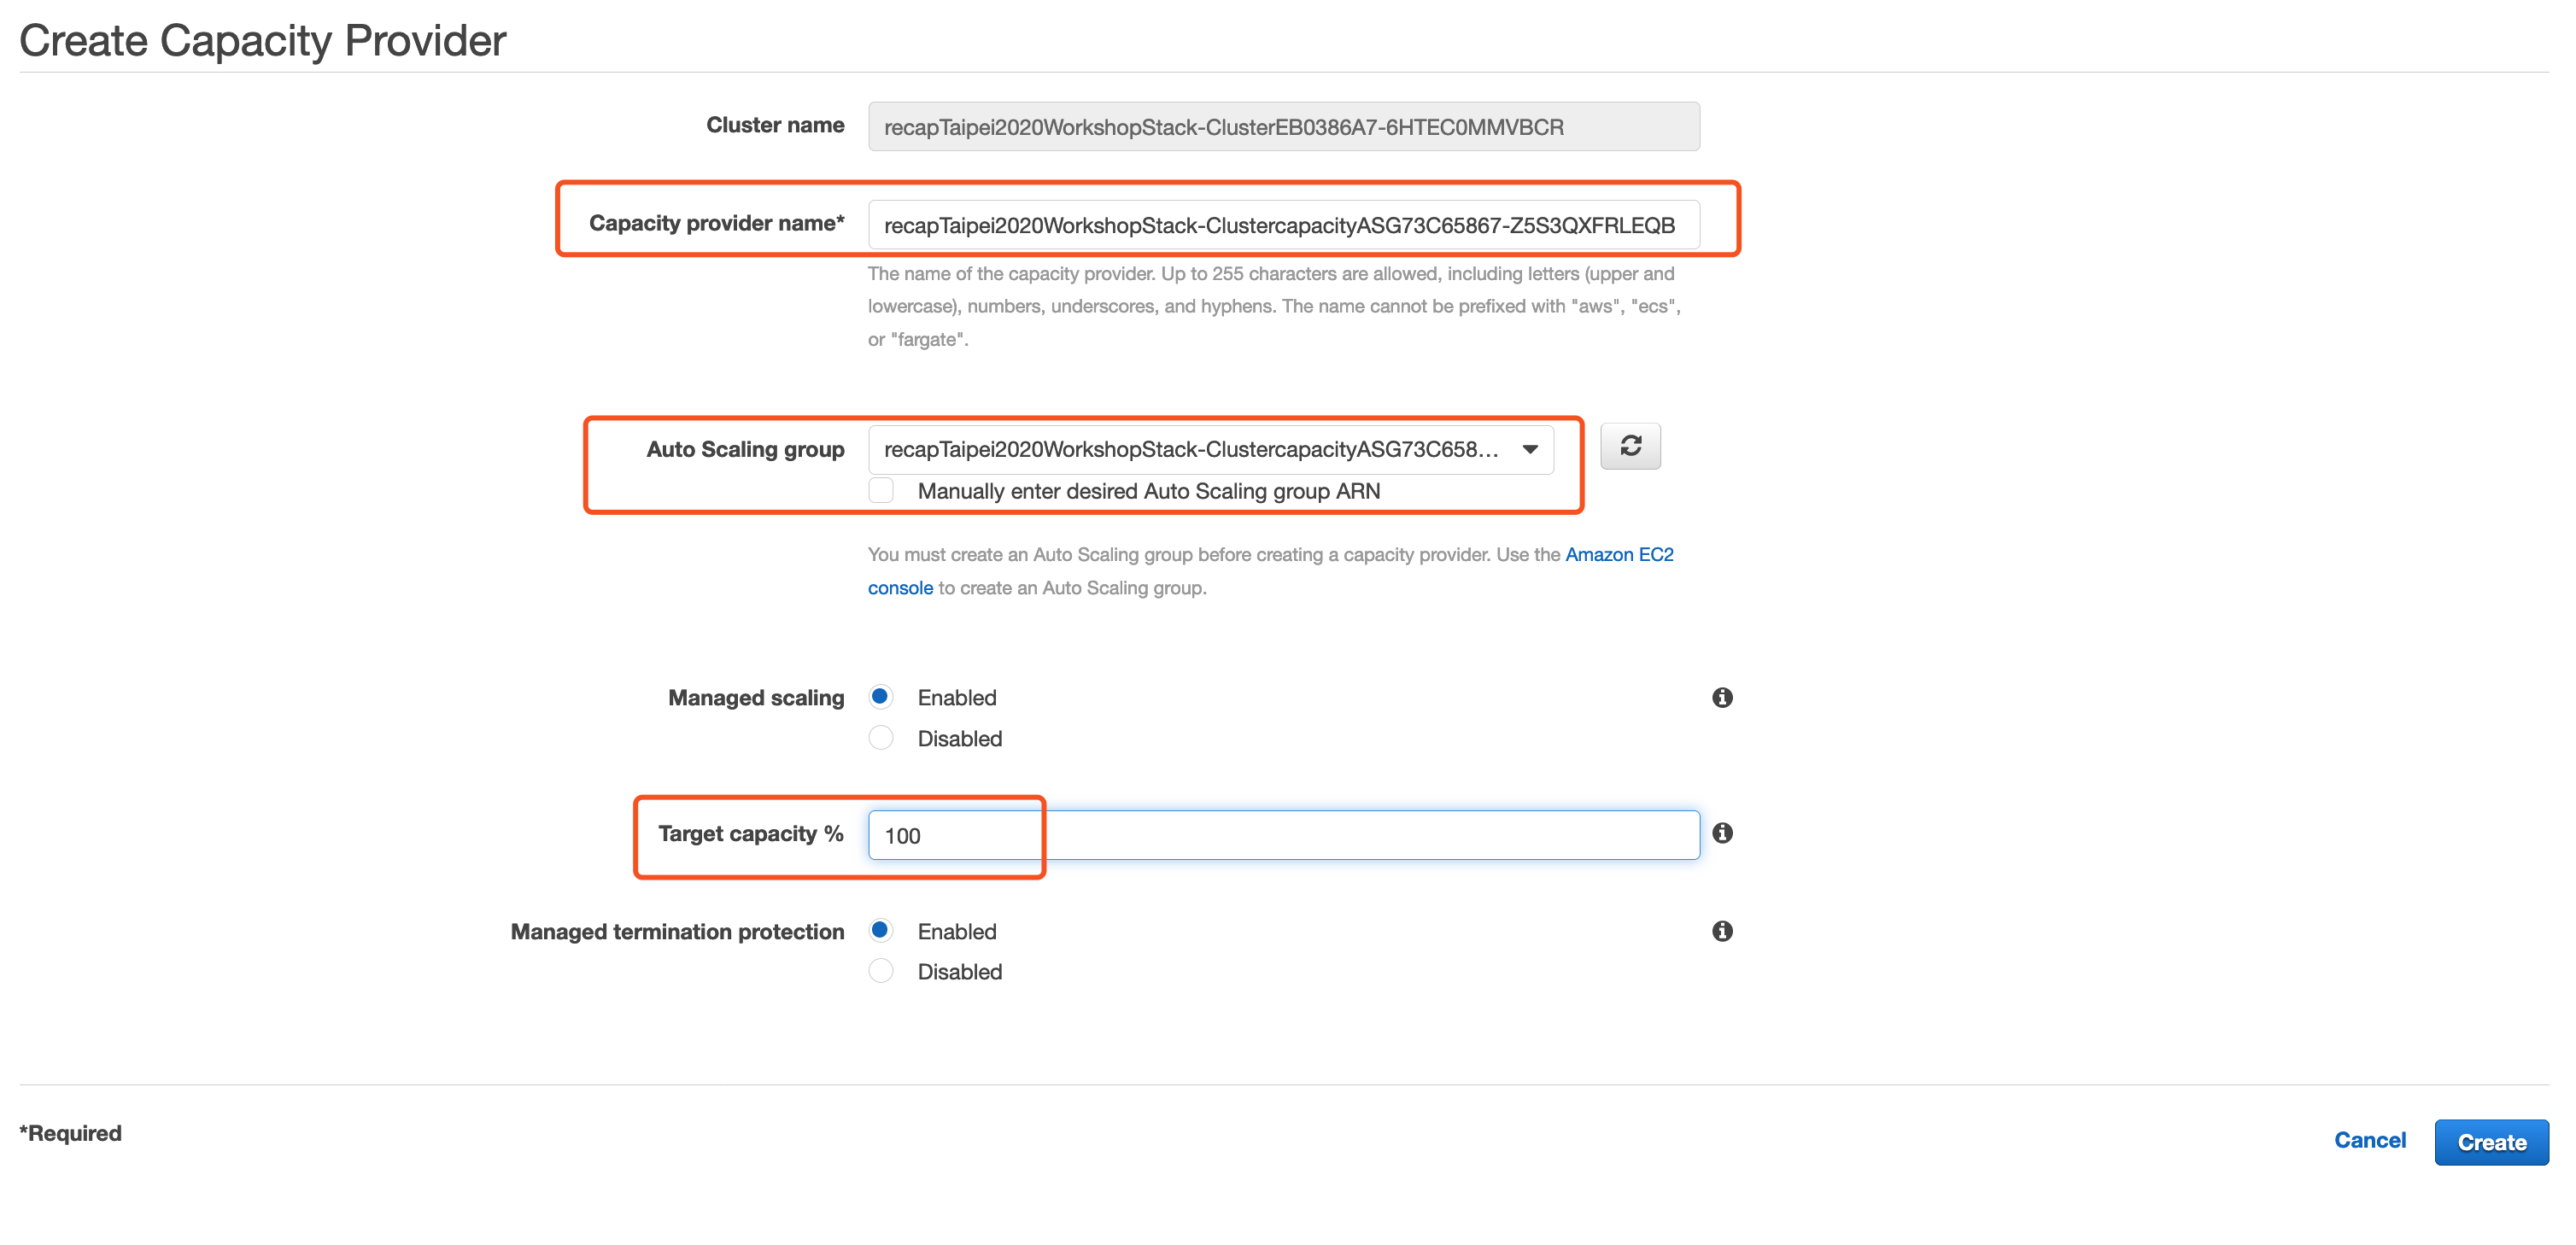 Create Capacity Provider
Cluster name
recapTaipei2020WorkshopStack-ClusterEB0386A7-6HTEC0MMVBCR
Capacity provider name*
recapTaipei2020WorkshopStack-ClustercapacityASG73C65867-Z5S3QXFRLEQB
The name of the capacity provider. Up to 255 characters are allowed, including letters (upper and
lowercase), numbers, underscores, and hyphens. The name cannot be prefixed with "aws", "ecs",
or "fargate".
Auto Scaling group
recapTaipei2020WorkshopStack-ClustercapacityASG73C658...
Manually enter desired Auto Scaling group ARN
You must create an Auto Scaling group before creating a capacity provider. Use the Amazon EC2
console to create an Auto Scaling group.
Managed scaling
Enabled
Disabled
Target capacity %
100
Managed termination protection
Enabled
Disabled
*Required
Cancel
Create